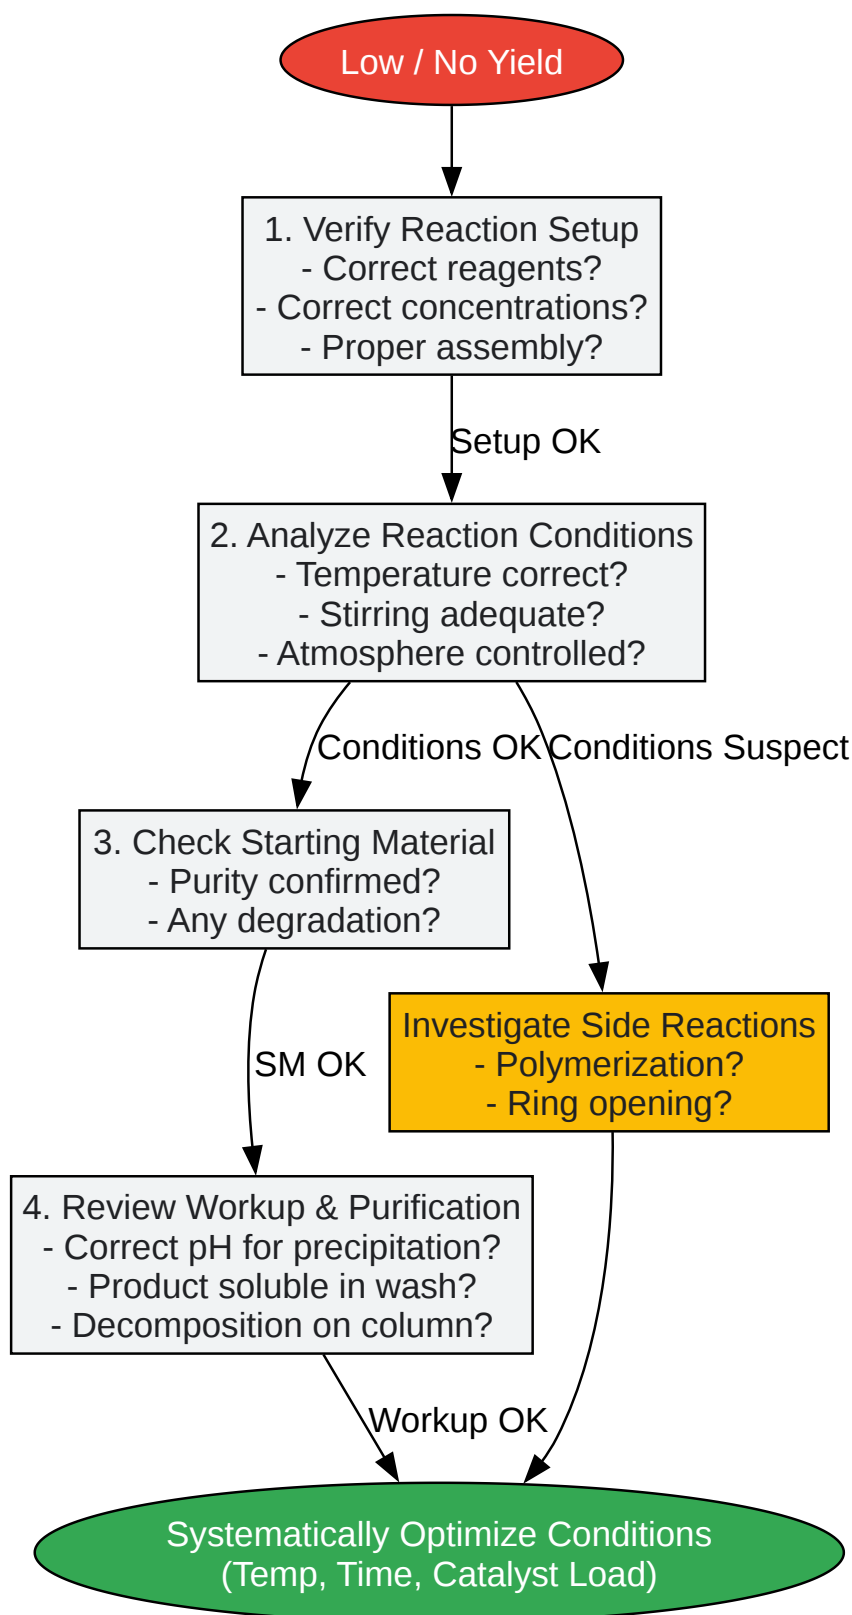 Low / No Yield
1. Verify Reaction Setup
- Correct reagents?
- Correct concentrations?
- Proper assembly?
Setup OK
2. Analyze Reaction Conditions
- Temperature correct?
- Stirring adequate?
- Atmosphere controlled?
Conditions OK
Conditions Suspect
3. Check Starting Material
- Purity confirmed?
- Any degradation?
Investigate Side Reactions
- Polymerization?
- Ring opening?
SM OK
4. Review Workup & Purification
- Correct pH for precipitation?
- Product soluble in wash?
- Decomposition on column?
Workup OK
Systematically Optimize Conditions
(Temp, Time, Catalyst Load)